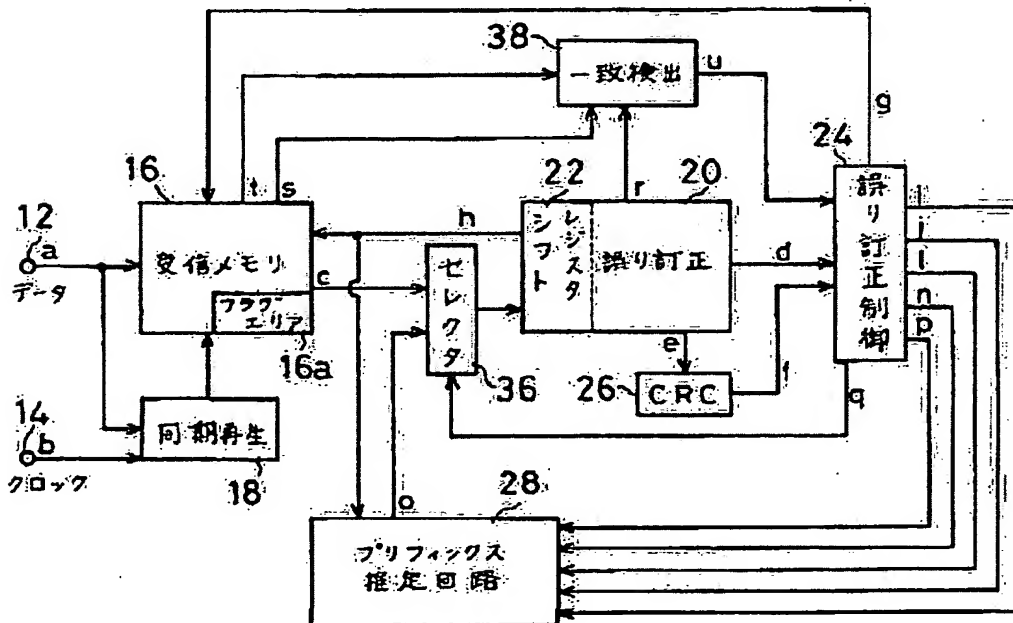 38
一致検出
u
g
t
s
r
24
16
22
20
12
a
データ
受信メモリ
フラグ
エリア
16a
h
c
セレクタ
36
シフト
レジスタ
誤り訂正
d
e
26
CRC
f
誤り訂正制御
j
n
p
q
14
b
クロック
同期再生
18
o
28
プリフィックス
推定回路